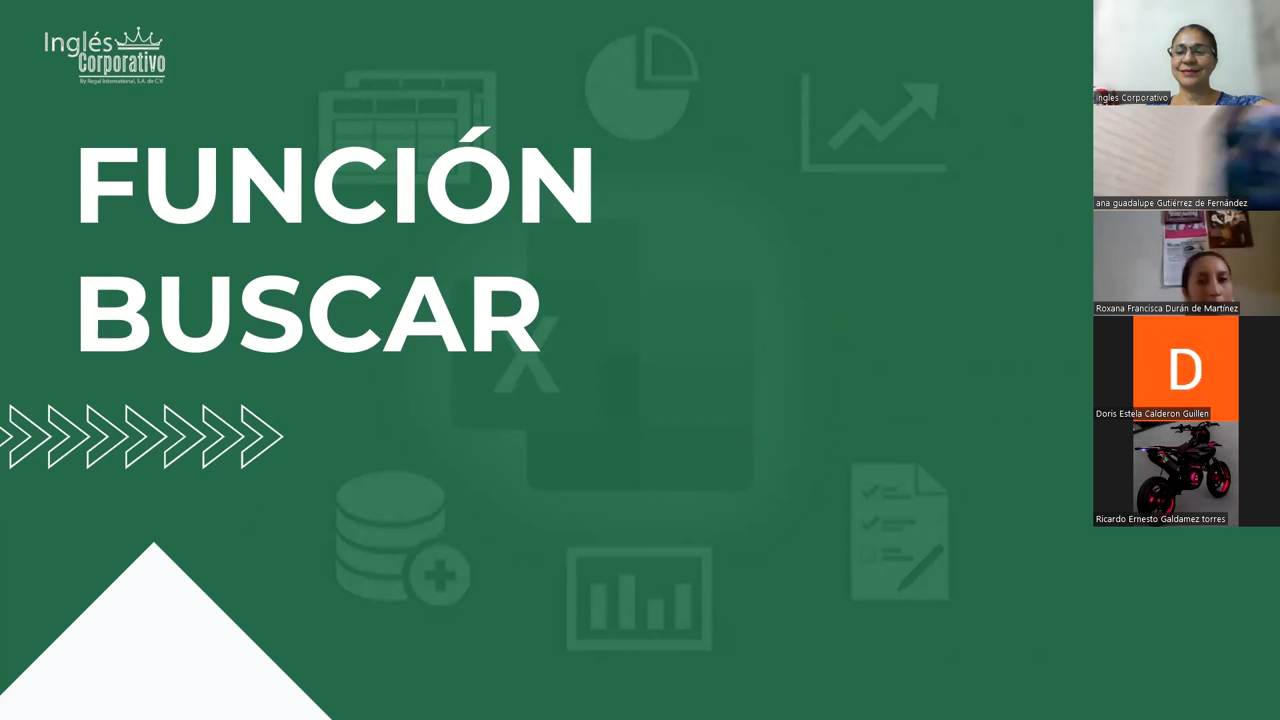 Inglés
Corporativo
By Regal International, S.A. de C.V.
FUNCIÓN
BUSCAR
X
Ingles Corporativo
ana guadalupe Gutiérrez de Fernández
Roxana Francisca Durán de Martínez
D
Doris Estela Calderon Guillen
Ricardo Ernesto Galdamez torres